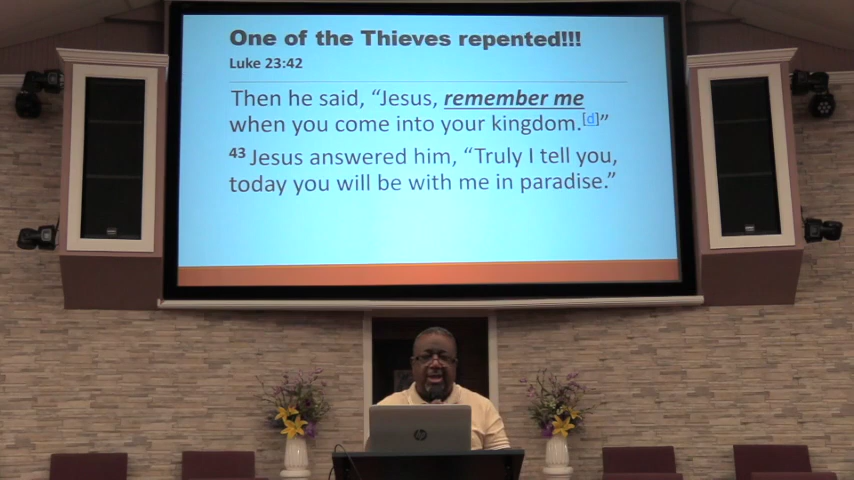 One of the Thieves repented!!!
Luke 23:42
Then he said, “Jesus, remember me
when you come into your kingdom.[d]”
43 Jesus answered him, “Truly I tell you,
today you will be with me in paradise.”
hp